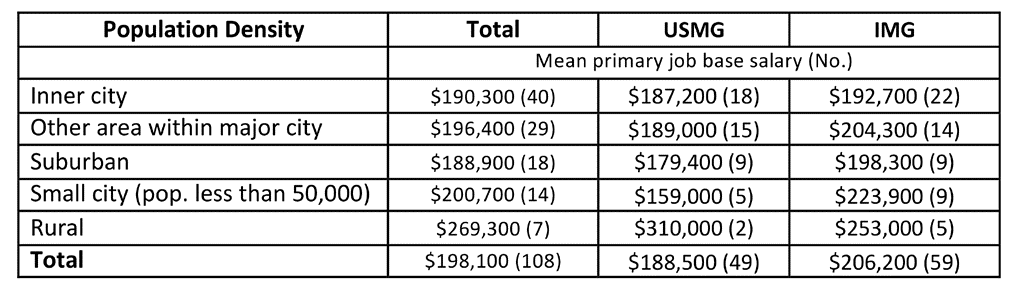 Population Density Total USMG IMG
Mean primary job base salary (No.)
Inner city $190,300 (40) $187,200 (18) $192,700 (22)
Other area within major city $196,400 (29) $189,000 (15) $204,300 (14)
Suburban $188,900 (18) $179,400 (9) $198,300 (9)
Small city (pop. less than 50,000) $200,700 (14) $159,000 (5) $223,900 (9)
Rural $269,300 (7) $310,000 (2) $253,000 (5)
Total $198,100 (108) $188,500 (49) $206,200 (59)